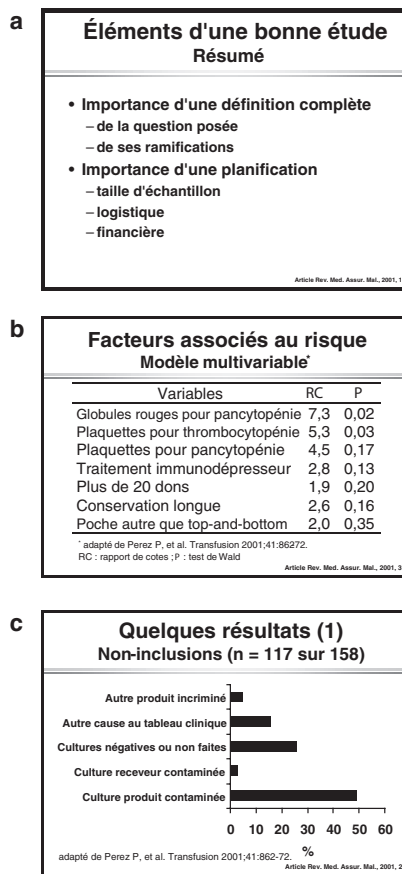 a
Éléments d'une bonne étude
Résumé
• Importance d'une définition complète
– de la question posée
– de ses ramifications
• Importance d'une planification
– taille d'échantillon
– logistique
– financière
Article Rev. Med. Assur. Mal., 2001, 1
b
Facteurs associés au risque
Modèle multivariable*
Variables RC P
Globules rouges pour pancytopénie 7,3 0,02
Plaquettes pour thrombocytopénie 5,3 0,03
Plaquettes pour pancytopénie 4,5 0,17
Traitement immunodépresseur 2,8 0,13
Plus de 20 dons 1,9 0,20
Conservation longue 2,6 0,16
Poche autre que top-and-bottom 2,0 0,35
* adapté de Perez P, et al. Transfusion 2001;41:86272.
RC : rapport de cotes ; P : test de Wald
Article Rev. Med. Assur. Mal., 2001, 3
c
Quelques résultats (1)
Non-inclusions (n = 117 sur 158)
Autre produit incriminé
Autre cause au tableau clinique
Cultures négatives ou non faites
Culture receveur contaminée
Culture produit contaminée
0 10 20 30 40 50 60
%
adapté de Perez P, et al. Transfusion 2001;41:862-72.
Article Rev. Med. Assur. Mal., 2001, 2